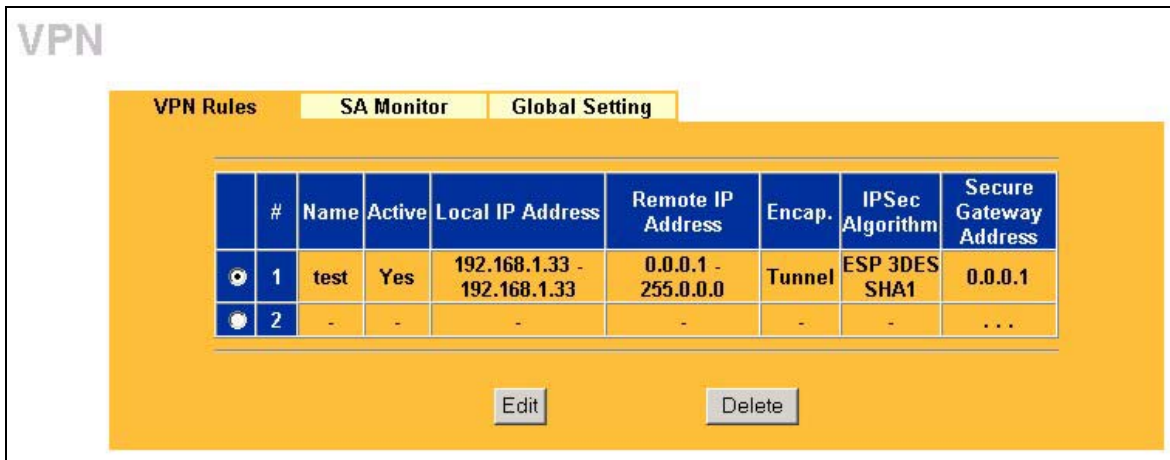 VPN
VPN Rules SA Monitor Global Setting
# Name Active Local IP Address Remote IP Address Encap. IPSec Algorithm Secure Gateway Address
1 test Yes 192.168.1.33 - 192.168.1.33 0.0.0.1 - 255.0.0.0 Tunnel ESP 3DES SHA1 0.0.0.1
2 - - - - - - . . .
Edit Delete